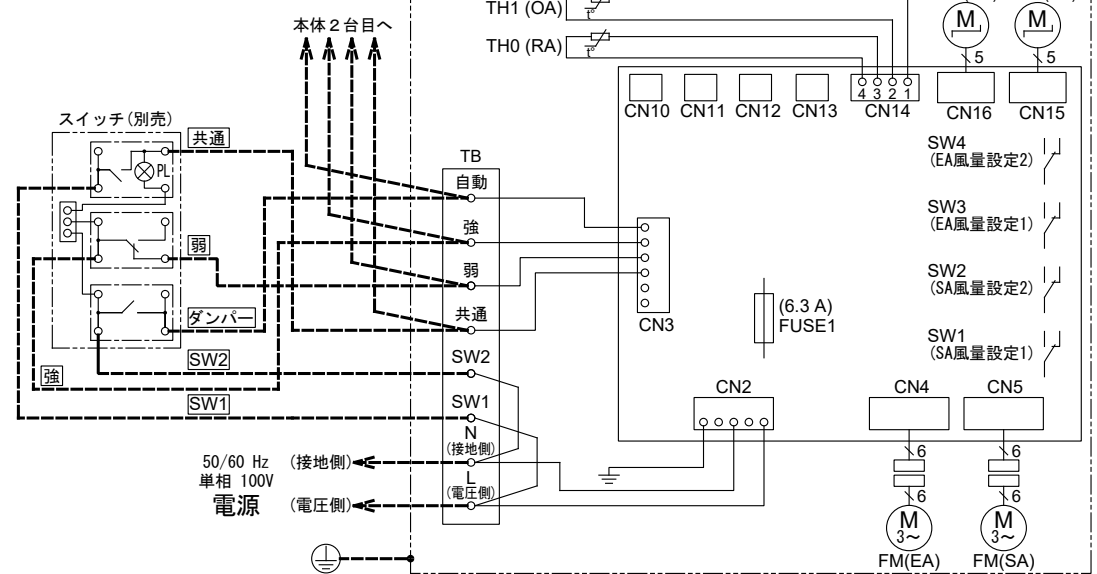 TH1 (OA)
TH0 (RA)
t°
t°
M
M
5
5
本体２台目へ
4 3 2 1
CN10 CN11 CN12 CN13 CN14 CN16 CN15
スイッチ(別売)
共通
PL
弱
ダンパー
SW2
強
SW1
TB
自動
強
弱
共通
SW2
SW1
N
(接地側)
L
(電圧側)
50/60 Hz
単相 100V
電源
(接地側)
(電圧側)
CN3
(6.3 A)
FUSE1
SW4
(EA風量設定2)
SW3
(EA風量設定1)
SW2
(SA風量設定2)
SW1
(SA風量設定1)
CN2
CN4
CN5
6
6
6
6
M
3~
M
3~
FM(EA)
FM(SA)